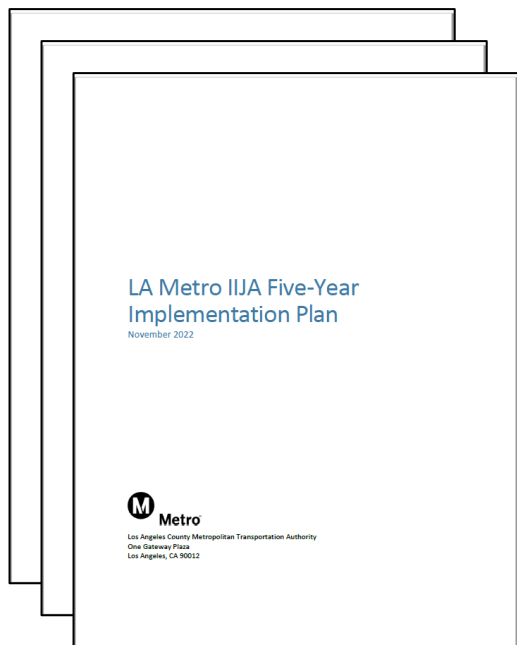 LA Metro IIJA Five-Year
Implementation Plan
November 2022
M
Metro
Los Angeles County Metropolitan Transportation Authority
One Gateway Plaza
Los Angeles, CA 90012